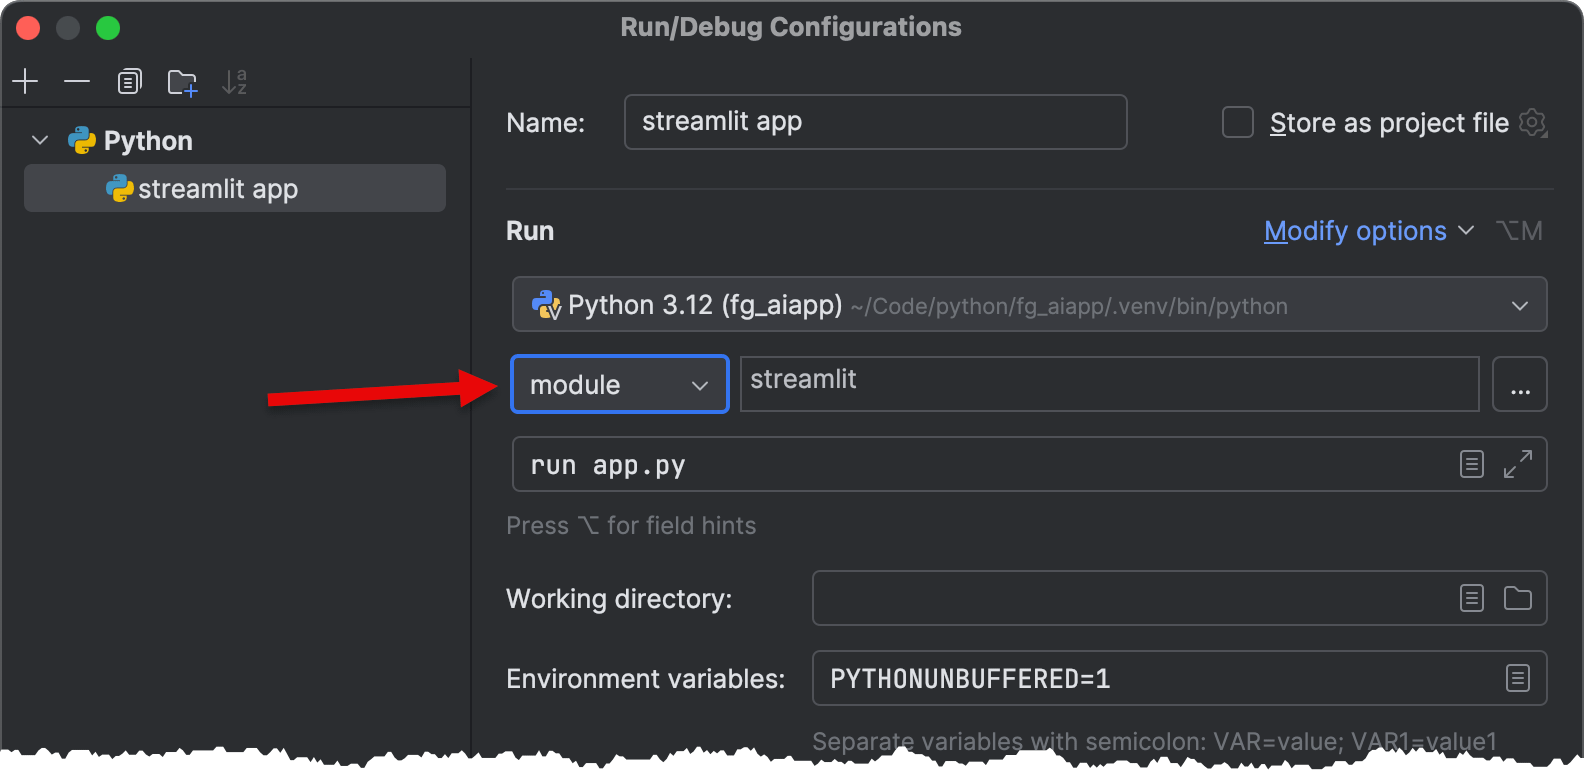 Run/Debug Configurations
Python
streamlit app
Name: streamlit app Store as project file
Run Modify options ⌥M
Python 3.12 (fg_aiapp) ~/Code/python/fg_aiapp/.venv/bin/python
module streamlit ...
run app.py
Press ⌥ for field hints
Working directory:
Environment variables: PYTHONUNBUFFERED=1
Separate variables with semicolon: VAR=value; VAR1=value1